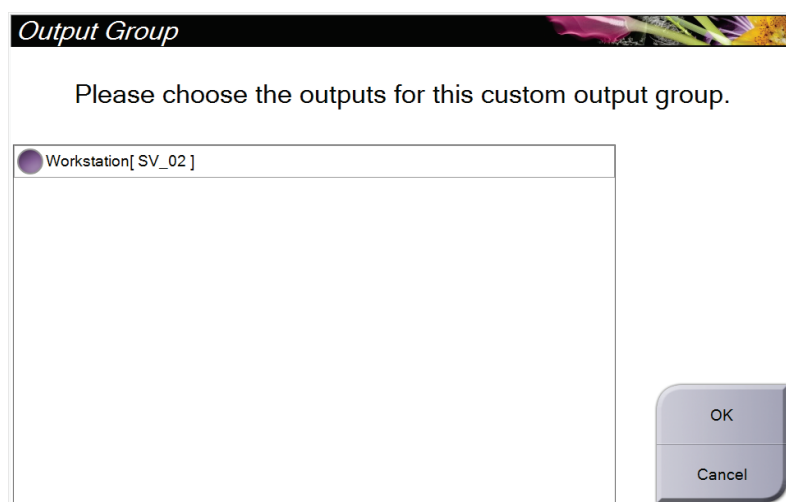 Output Group
Please choose the outputs for this custom output group.
Workstation[ SV_02 ]
OK
Cancel